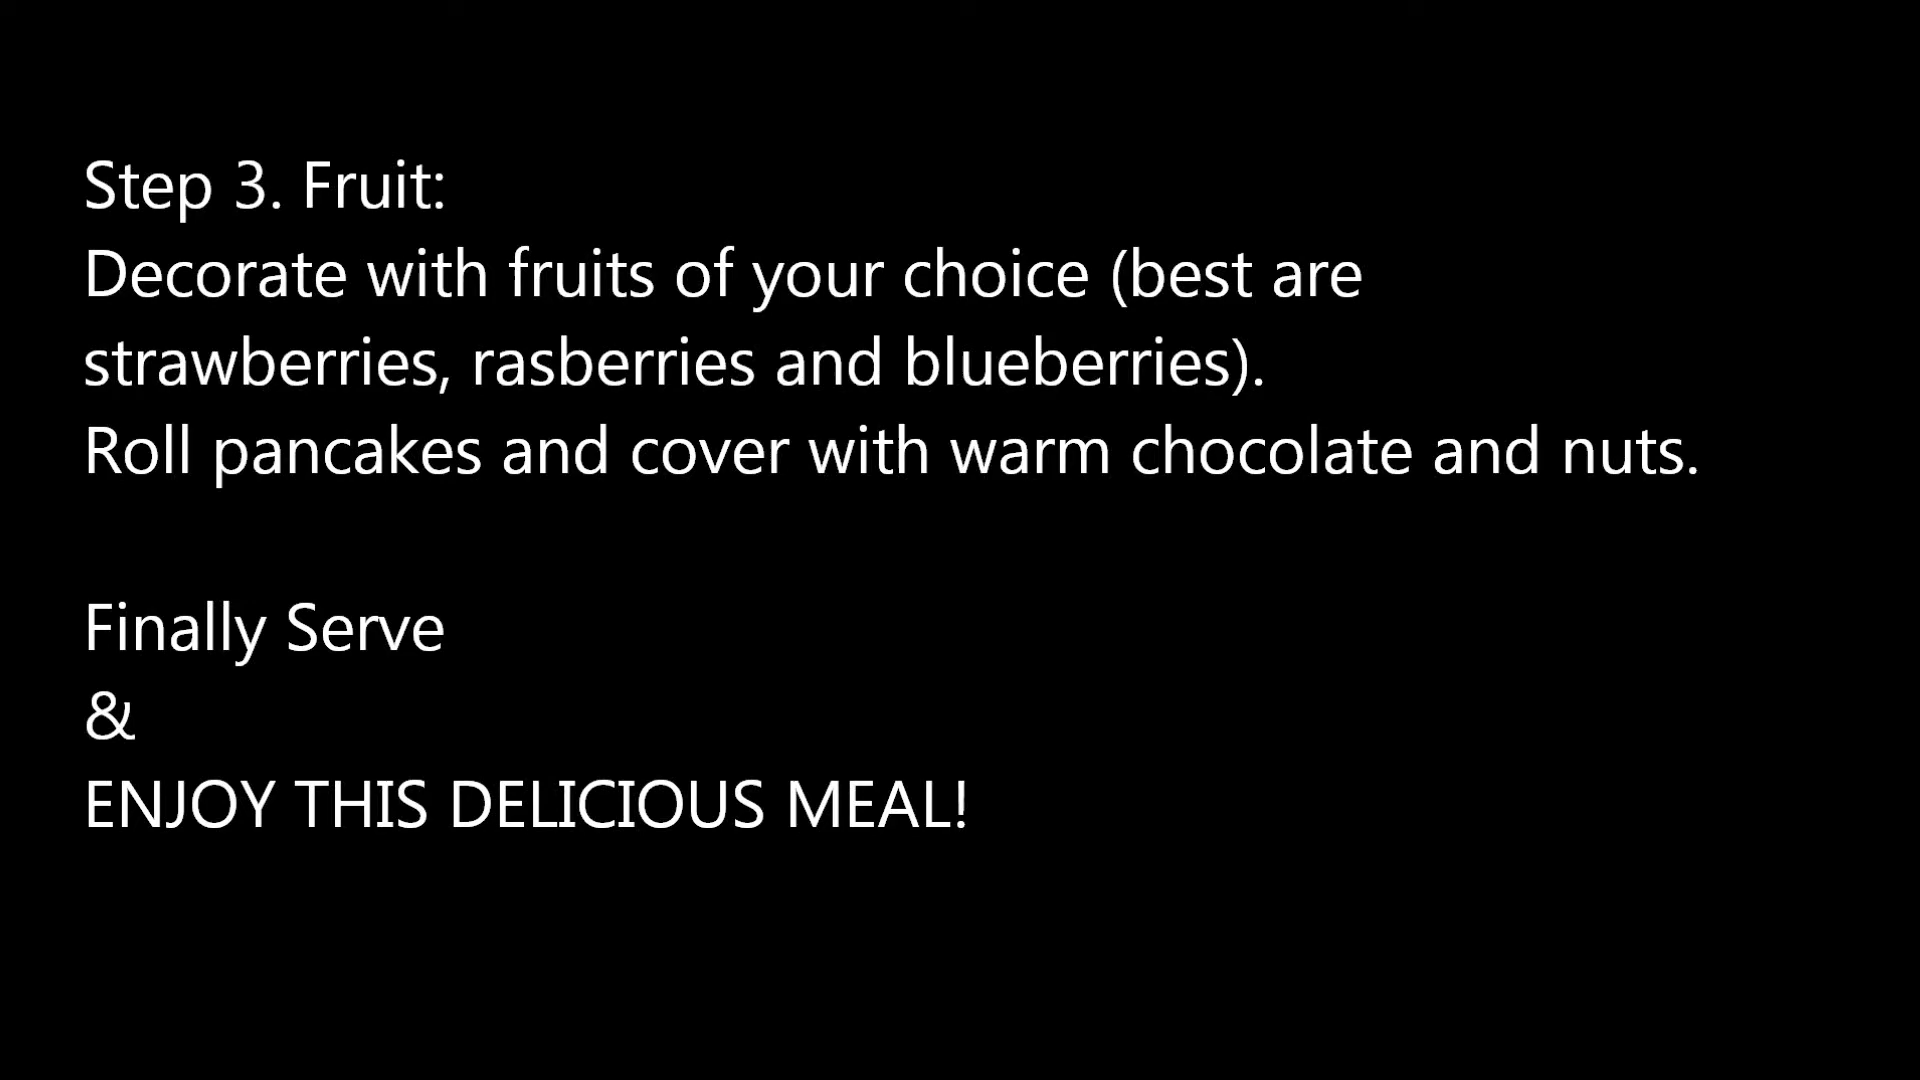 Step 3. Fruit:
Decorate with fruits of your choice (best are
strawberries, rasberries and blueberries).
Roll pancakes and cover with warm chocolate and nuts.
Finally Serve
&
ENJOY THIS DELICIOUS MEAL!